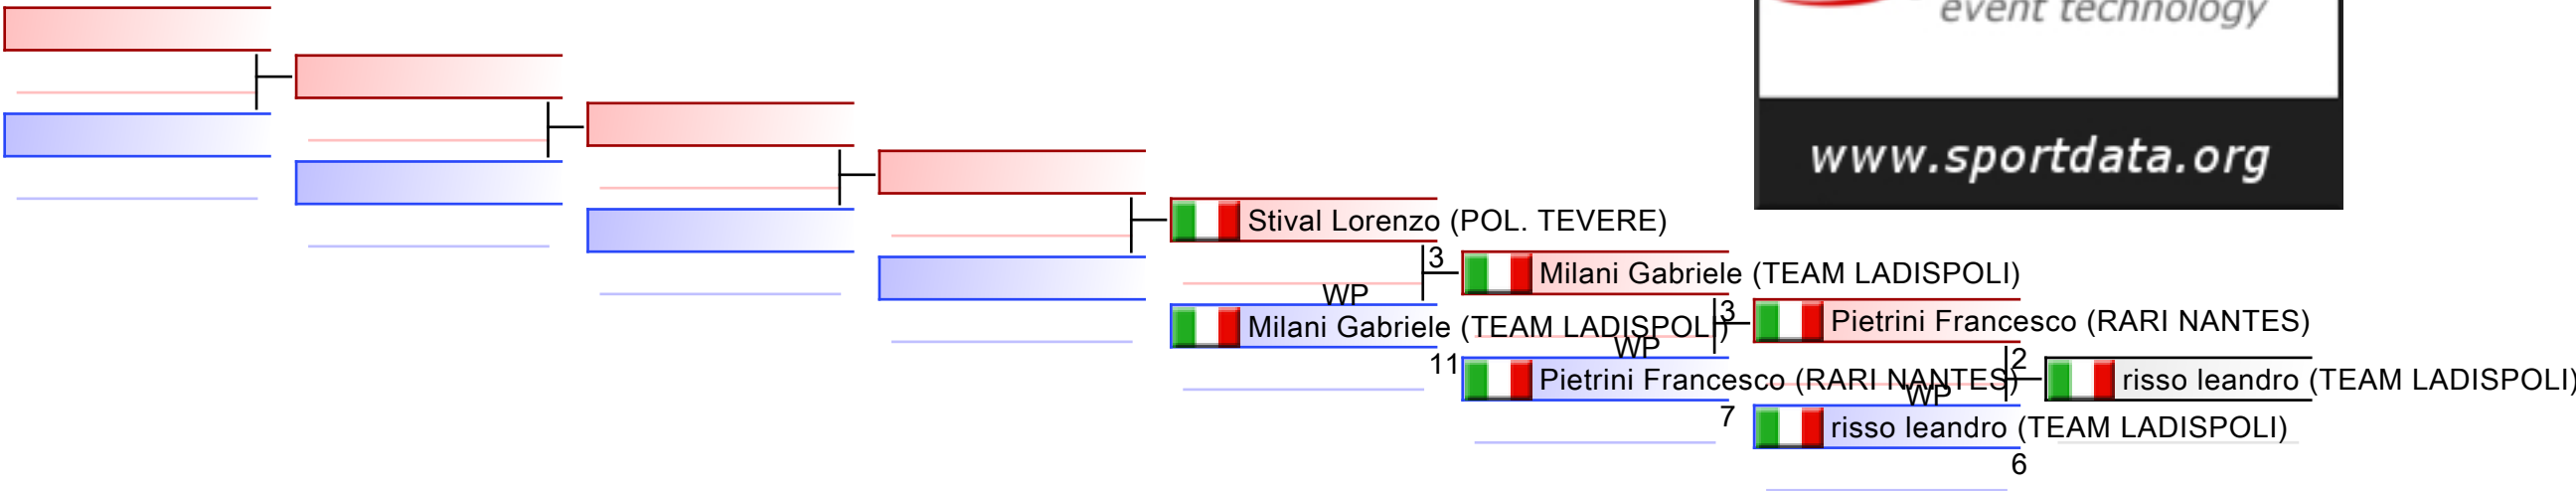 event technology
www.sportdata.org
Stival Lorenzo (POL. TEVERE)
3
Milani Gabriele (TEAM LADISPOLI)
WP
Milani Gabriele (TEAM LADISPOLI)
3
Pietrini Francesco (RARI NANTES)
WP
11
Pietrini Francesco (RARI NANTES)
2
risso leandro (TEAM LADISPOLI)
WP
7
risso leandro (TEAM LADISPOLI)
6